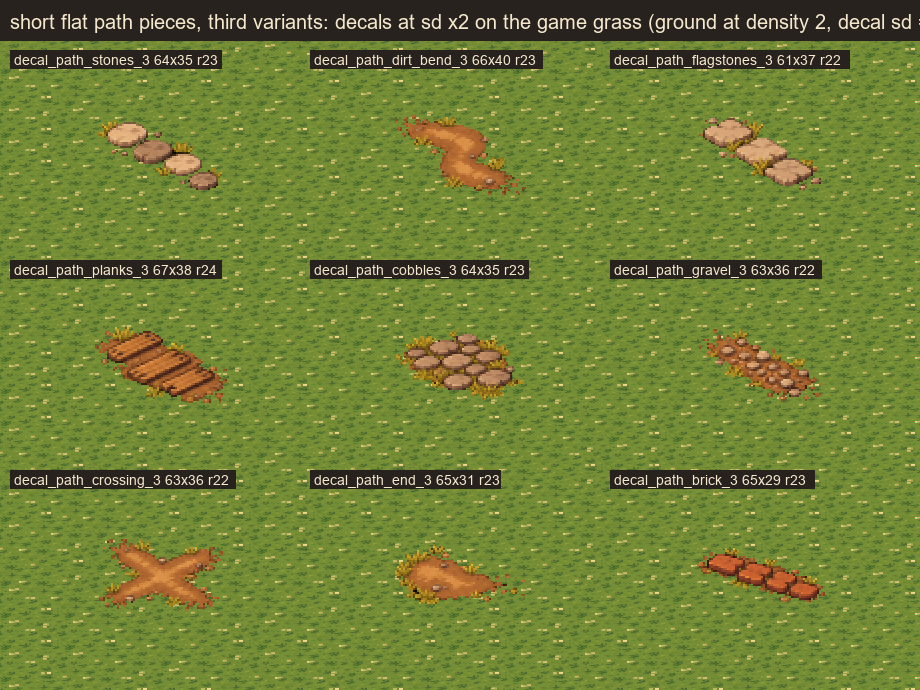 short flat path pieces, third variants: decals at sd x2 on the game grass (ground at density 2, decal sd
decal_path_stones_3 64x35 r23
decal_path_dirt_bend_3 66x40 r23
decal_path_flagstones_3 61x37 r22
decal_path_planks_3 67x38 r24
decal_path_cobbles_3 64x35 r23
decal_path_gravel_3 63x36 r22
decal_path_crossing_3 63x36 r22
decal_path_end_3 65x31 r23
decal_path_brick_3 65x29 r23